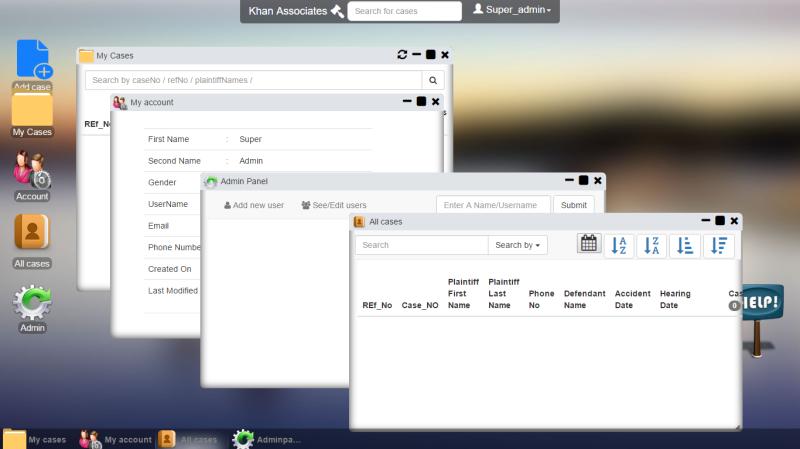 Khan Associates
Search for cases
Super_admin
Add case
My Cases
Account
All cases
Admin
My Cases
Search by caseNo / refNo / plaintiffNames /
REf_No
s
My account
First Name : Super
Second Name : Admin
Gender
UserName
Email
Phone Numbe
Created On
Last Modified
Admin Panel
Add new user See/Edit users Enter A Name/Username Submit
All cases
Search Search by A Z Z A
REf_No Case_NO Plaintiff First Name Plaintiff Last Name Phone No Defendant Name Accident Date Hearing Date Cas
0
HELP!
My cases My account All cases Adminpa...